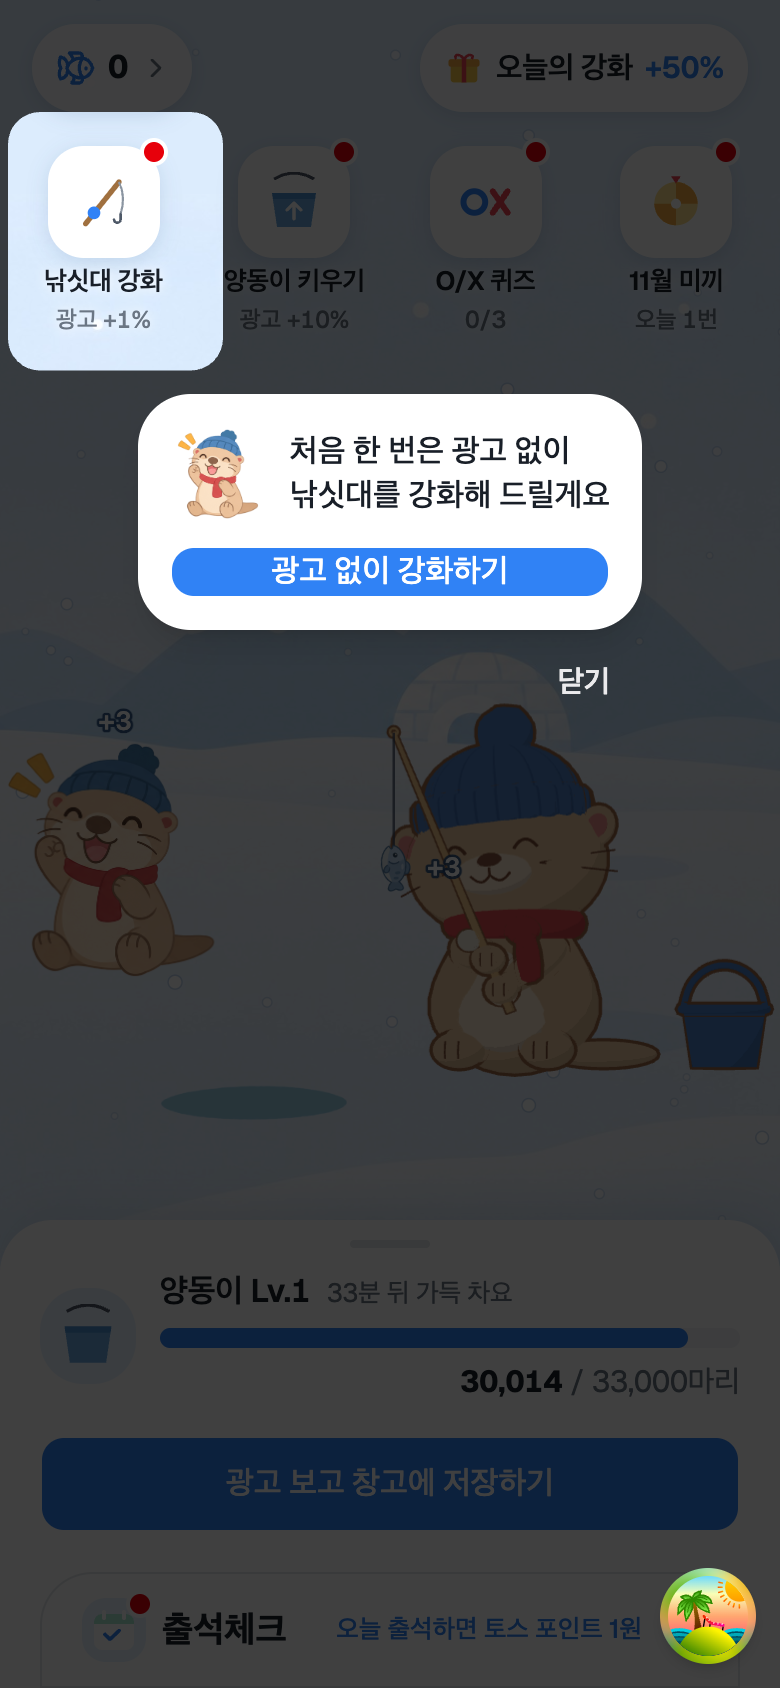 0
오늘의 강화 +50%
낚싯대 강화
광고 +1%
양동이 키우기
광고 +10%
OX
O/X 퀴즈
0/3
11월 미끼
오늘 1번
처음 한 번은 광고 없이
낚싯대를 강화해 드릴게요
광고 없이 강화하기
닫기
+3
+3
양동이 Lv.1 33분 뒤 가득 차요
30,014 / 33,000마리
광고 보고 창고에 저장하기
출석체크 오늘 출석하면 토스 포인트 1원